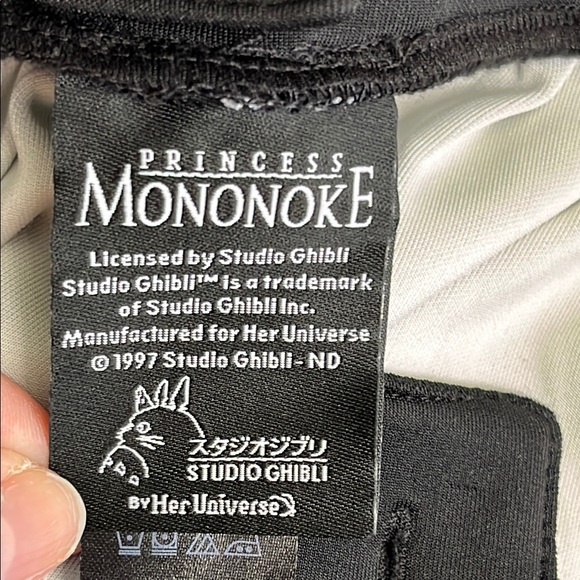 PRINCESS
MONONOKE
Licensed by Studio Ghibli
Studio Ghibli™ is a trademark
of Studio Ghibli Inc.
Manufactured for Her Universe
© 1997 Studio Ghibli - ND
スタジオジブリ
STUDIO GHIBLI
BY Her Universe